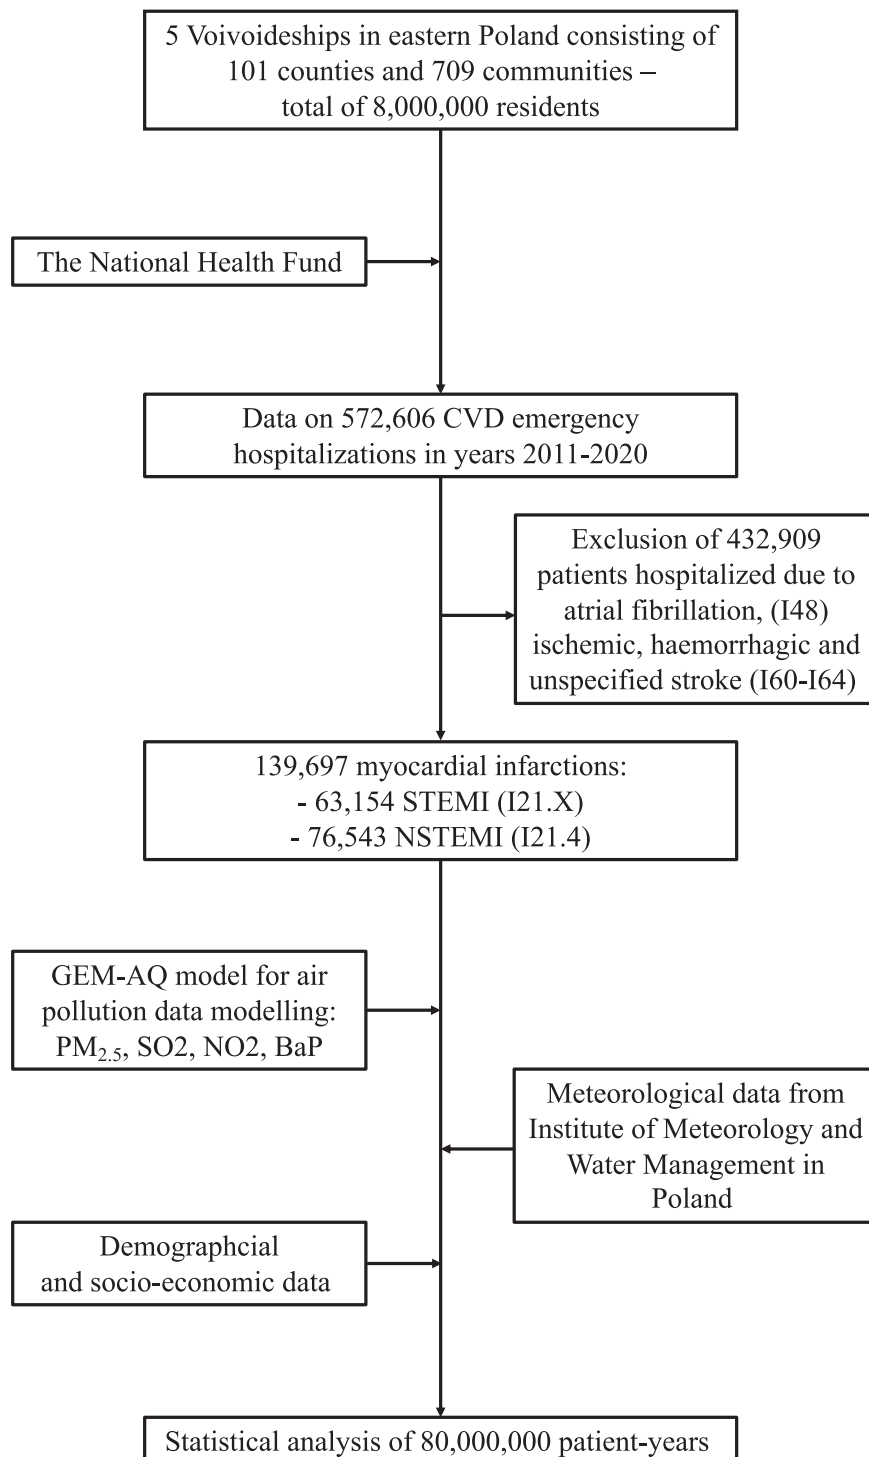 5 Voivoideships in eastern Poland consisting of
101 counties and 709 communities –
total of 8,000,000 residents
The National Health Fund
Data on 572,606 CVD emergency
hospitalizations in years 2011-2020
Exclusion of 432,909
patients hospitalized due to
atrial fibrillation, (I48)
ischemic, haemorrhagic and
unspecified stroke (I60-I64)
139,697 myocardial infarctions:
- 63,154 STEMI (I21.X)
- 76,543 NSTEMI (I21.4)
GEM-AQ model for air
pollution data modelling:
PM2.5, SO2, NO2, BaP
Meteorological data from
Institute of Meteorology and
Water Management in
Poland
Demographcial
and socio-economic data
Statistical analysis of 80,000,000 patient-years